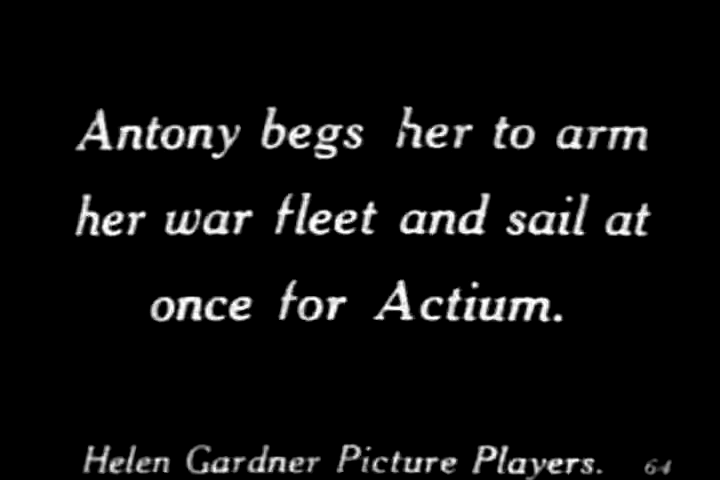 Antony begs her to arm
her war fleet and sail at
once for Actium.
Helen Gardner Picture Players. 64